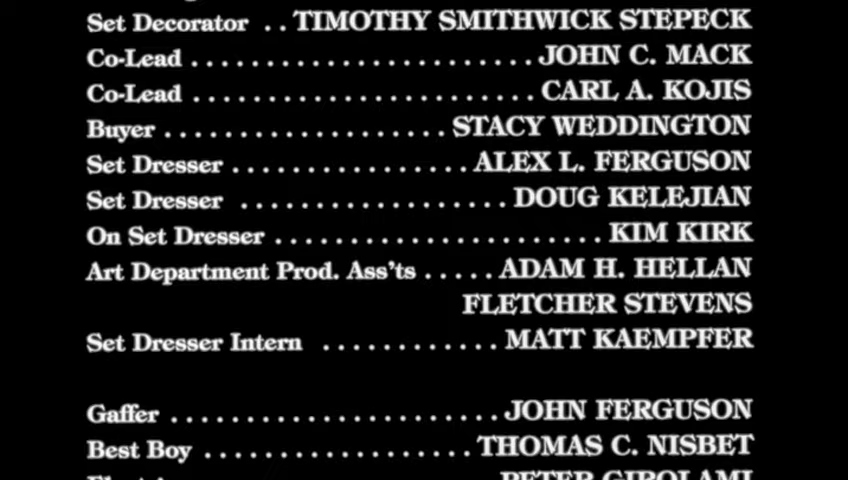 Set Decorator . . TIMOTHY SMITHWICK STEPECK
Co-Lead . . . . . . . . . . . . . . . . . . . . . . . JOHN C. MACK
Co-Lead . . . . . . . . . . . . . . . . . . . . . . . CARL A. KOJIS
Buyer . . . . . . . . . . . . . . . . . . . STACY WEDDINGTON
Set Dresser . . . . . . . . . . . . . . . . ALEX L. FERGUSON
Set Dresser . . . . . . . . . . . . . . . . . . DOUG KELEJIAN
On Set Dresser . . . . . . . . . . . . . . . . . . . . . . KIM KIRK
Art Department Prod. Ass'ts . . . . . ADAM H. HELLAN
FLETCHER STEVENS
Set Dresser Intern . . . . . . . . . . . . MATT KAEMPFER
Gaffer . . . . . . . . . . . . . . . . . . . . . . JOHN FERGUSON
Best Boy . . . . . . . . . . . . . . . . . . THOMAS C. NISBET
PETER GIROLAMI